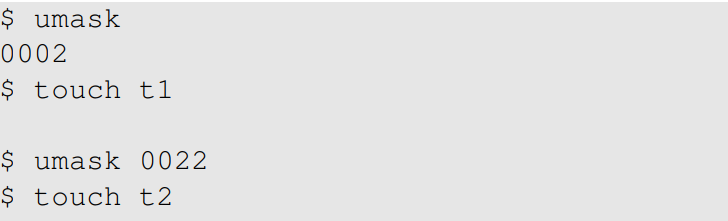 $ umask
0002
$ touch t1
$ umask 0022
$ touch t2